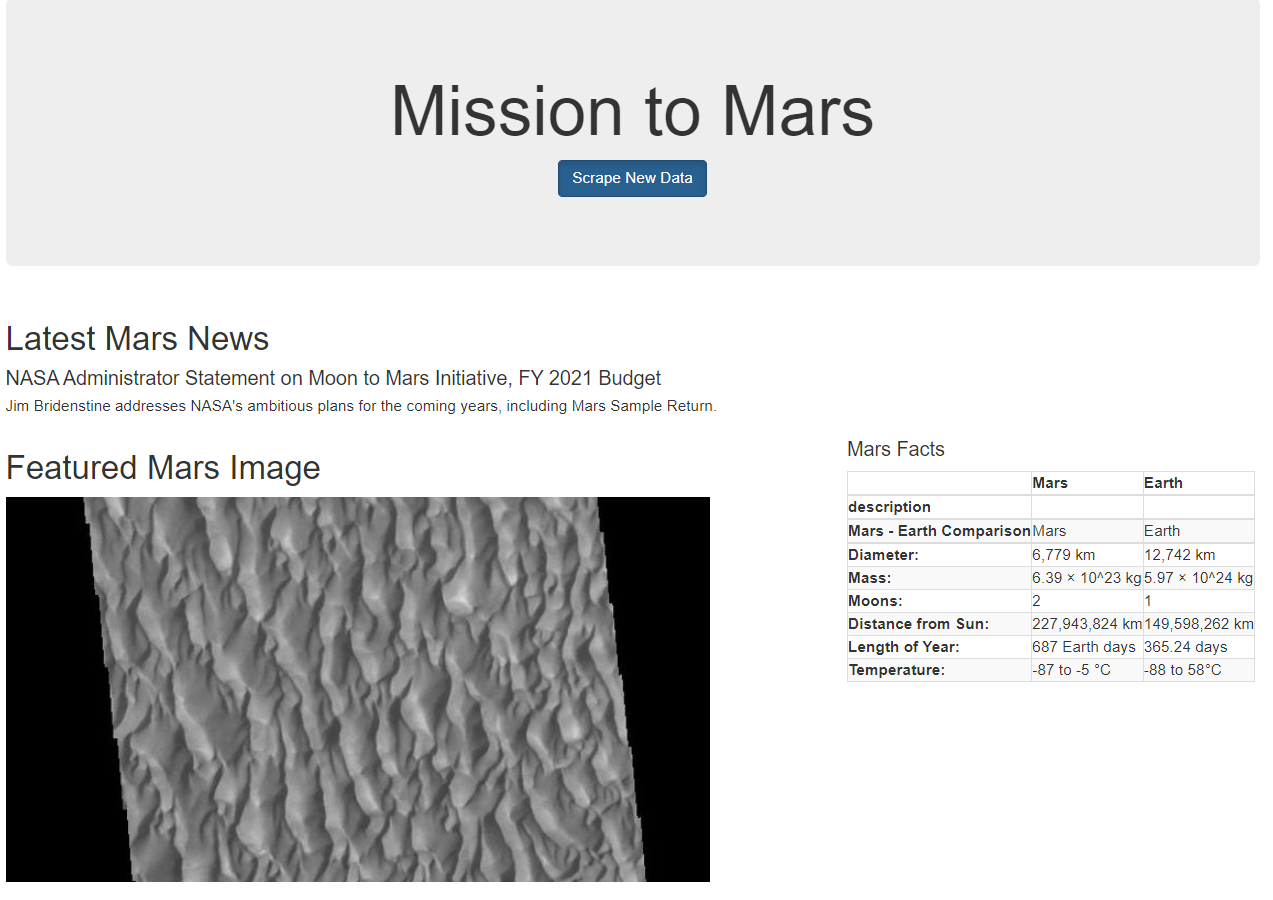 Mission to Mars
Scrape New Data
Latest Mars News
NASA Administrator Statement on Moon to Mars Initiative, FY 2021 Budget
Jim Bridenstine addresses NASA's ambitious plans for the coming years, including Mars Sample Return.
Featured Mars Image
Mars Facts
Mars Earth
description
Mars - Earth Comparison Mars Earth
Diameter: 6,779 km 12,742 km
Mass: 6.39 × 10^23 kg 5.97 × 10^24 kg
Moons: 2 1
Distance from Sun: 227,943,824 km 149,598,262 km
Length of Year: 687 Earth days 365.24 days
Temperature: -87 to -5 °C -88 to 58°C